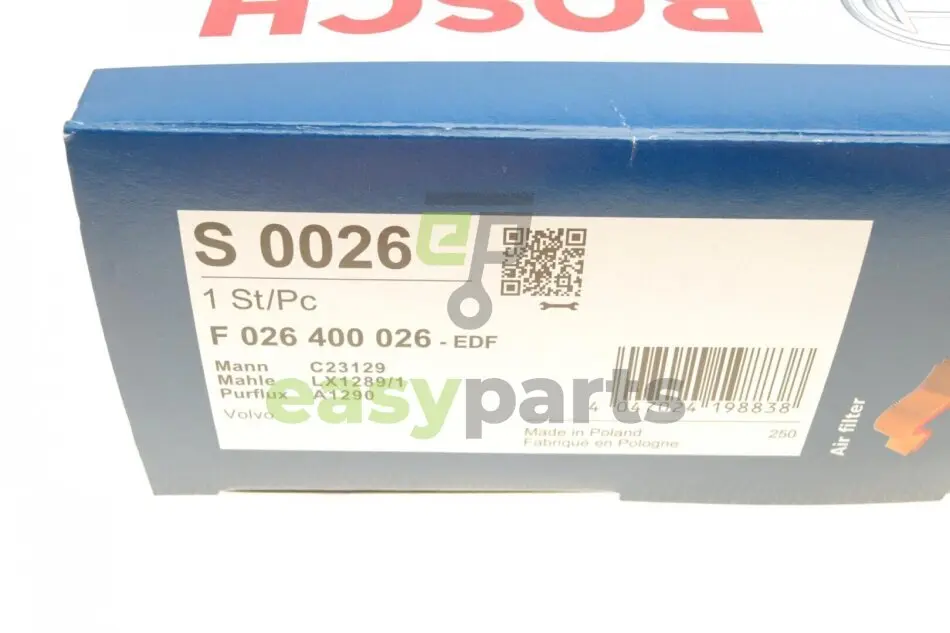 BOSCH
S 0026
1 St/Pc
F 026 400 026 - EDF
Mann C23129
Mahle LX1289/1
Purflux A1290
Volvo
easyparts
4 047024 198838
Made in Poland 250
Fabriqué en Pologne
Air filter